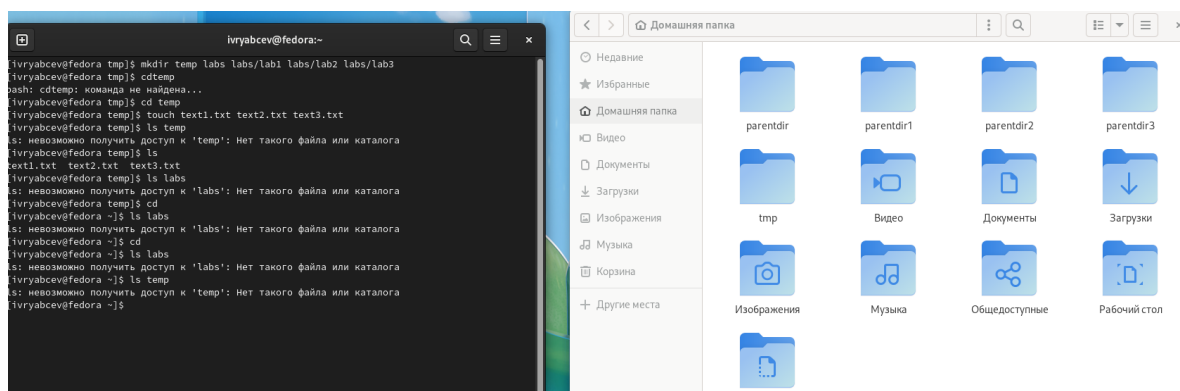 ivryabcev@fedora:~
[ivryabcev@fedora tmp]$ mkdir temp labs labs/lab1 labs/lab2 labs/lab3
[ivryabcev@fedora tmp]$ cdtemp
bash: cdtemp: команда не найдена...
[ivryabcev@fedora tmp]$ cd temp
[ivryabcev@fedora temp]$ touch text1.txt text2.txt text3.txt
[ivryabcev@fedora temp]$ ls temp
ls: невозможно получить доступ к 'temp': Нет такого файла или каталога
[ivryabcev@fedora temp]$ ls
text1.txt  text2.txt  text3.txt
[ivryabcev@fedora temp]$ ls labs
ls: невозможно получить доступ к 'labs': Нет такого файла или каталога
[ivryabcev@fedora temp]$ cd
[ivryabcev@fedora ~]$ ls labs
ls: невозможно получить доступ к 'labs': Нет такого файла или каталога
[ivryabcev@fedora ~]$ cd
[ivryabcev@fedora ~]$ ls labs
ls: невозможно получить доступ к 'labs': Нет такого файла или каталога
[ivryabcev@fedora ~]$ ls temp
ls: невозможно получить доступ к 'temp': Нет такого файла или каталога
[ivryabcev@fedora ~]$
Домашняя папка
Недавние
Избранные
Домашняя папка
Видео
Документы
Загрузки
Изображения
Музыка
Корзина
Другие места
parentdir parentdir1 parentdir2 parentdir3
tmp Видео Документы Загрузки
Изображения Музыка Общедоступные Рабочий стол